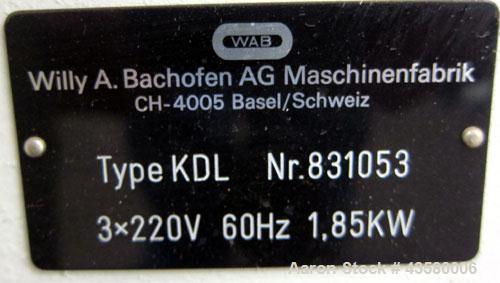 WAB
Willy A. Bachofen AG Maschinenfabrik
CH-4005 Basel/Schweiz
Type KDL Nr.831053
3×220V 60Hz 1,85KW
Aaron Stock # 43580006